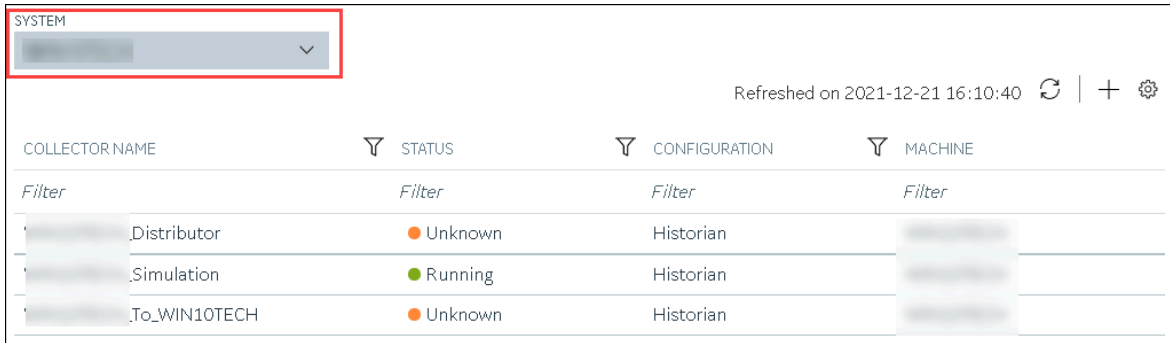 SYSTEM
Refreshed on 2021-12-21 16:10:40
COLLECTOR NAME STATUS CONFIGURATION MACHINE
Filter Filter Filter Filter
_Distributor Unknown Historian
_Simulation Running Historian
_To_WIN10TECH Unknown Historian